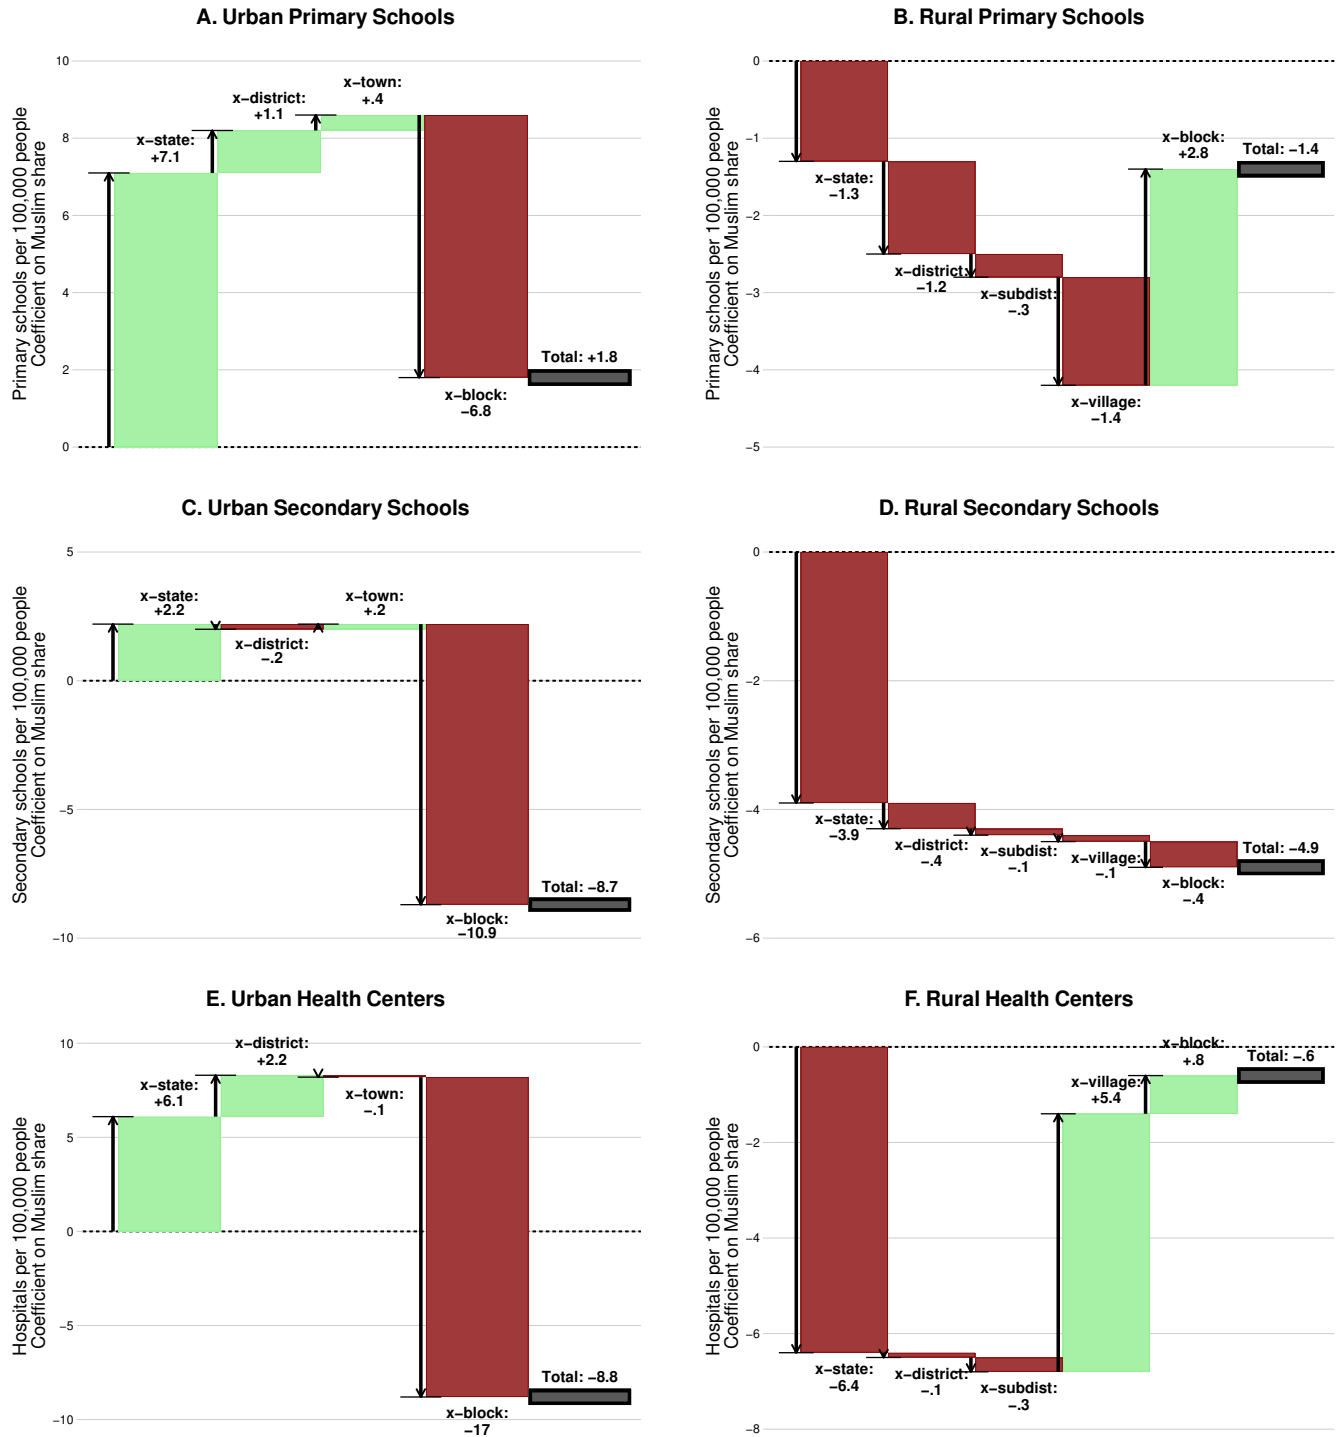 A. Urban Primary Schools
Primary schools per 100,000 people
Coefficient on Muslim share
10
8
6
4
2
0
x−state:
+7.1
x−district:
+1.1
x−town:
+.4
x−block:
−6.8
Total: +1.8
B. Rural Primary Schools
Primary schools per 100,000 people
Coefficient on Muslim share
0
−1
−2
−3
−4
−5
x−state:
−1.3
x−district:
−1.2
x−subdist:
−.3
x−village:
−1.4
x−block:
+2.8
Total: −1.4
C. Urban Secondary Schools
Secondary schools per 100,000 people
Coefficient on Muslim share
5
0
−5
−10
x−state:
+2.2
x−district:
−.2
x−town:
+.2
x−block:
−10.9
Total: −8.7
D. Rural Secondary Schools
Secondary schools per 100,000 people
Coefficient on Muslim share
0
−2
−4
−6
x−state:
−3.9
x−district:
−.4
x−subdist:
−.1
x−village:
−.1
x−block:
−.4
Total: −4.9
E. Urban Health Centers
Hospitals per 100,000 people
Coefficient on Muslim share
10
5
0
−5
−10
x−state:
+6.1
x−district:
+2.2
x−town:
−.1
x−block:
−17
Total: −8.8
F. Rural Health Centers
Hospitals per 100,000 people
Coefficient on Muslim share
0
−2
−4
−6
−8
x−state:
−6.4
x−district:
−.1
x−subdist:
−.3
x−village:
+5.4
x−block:
+.8
Total: −.6